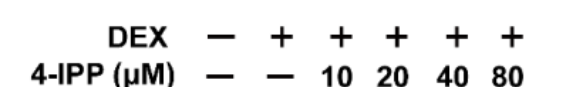 DEX — + + + + +
4-IPP (μM) — — 10 20 40 80